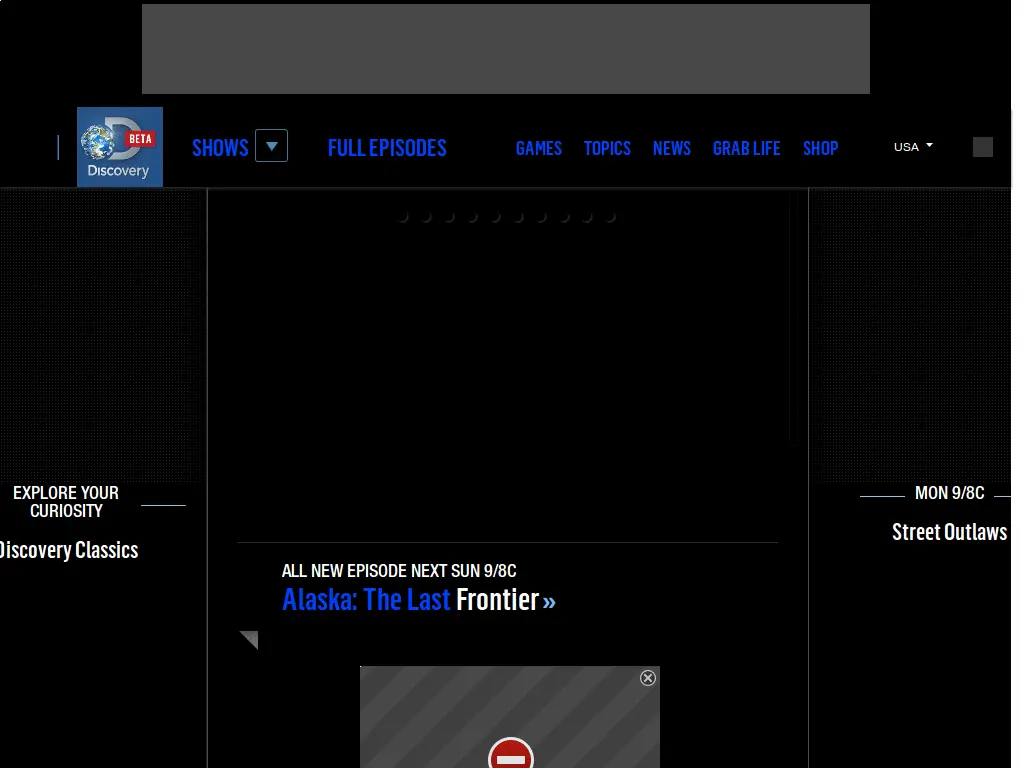 BETA
Discovery
SHOWS
FULL EPISODES
GAMES
TOPICS
NEWS
GRAB LIFE
SHOP
USA
EXPLORE YOUR
CURIOSITY
Discovery Classics
ALL NEW EPISODE NEXT SUN 9/8C
Alaska: The Last Frontier »
MON 9/8C
Street Outlaws